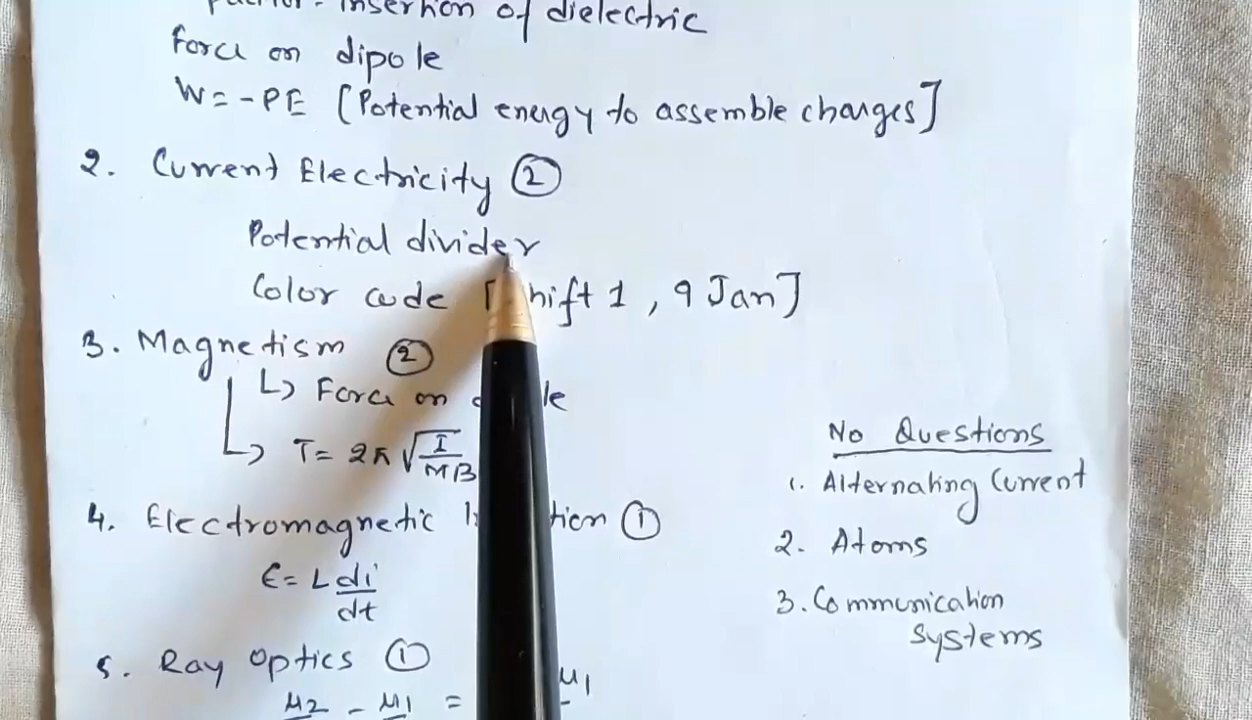 insertion of dielectric
Force on dipole
W = -PE [Potential energy to assemble charges]
2. Current Electricity ②
Potential divider
Color code [ hift 1, 9 Jan]
3. Magnetism ②
↳ Force on
↳ T = 2π √(I/MB)
4. Electromagnetic
①
ε = L di/dt
5. Ray Optics ①
μ2 - μ1 = μ1
No Questions
1. Alternating Current
2. Atoms
3. Communication
Systems